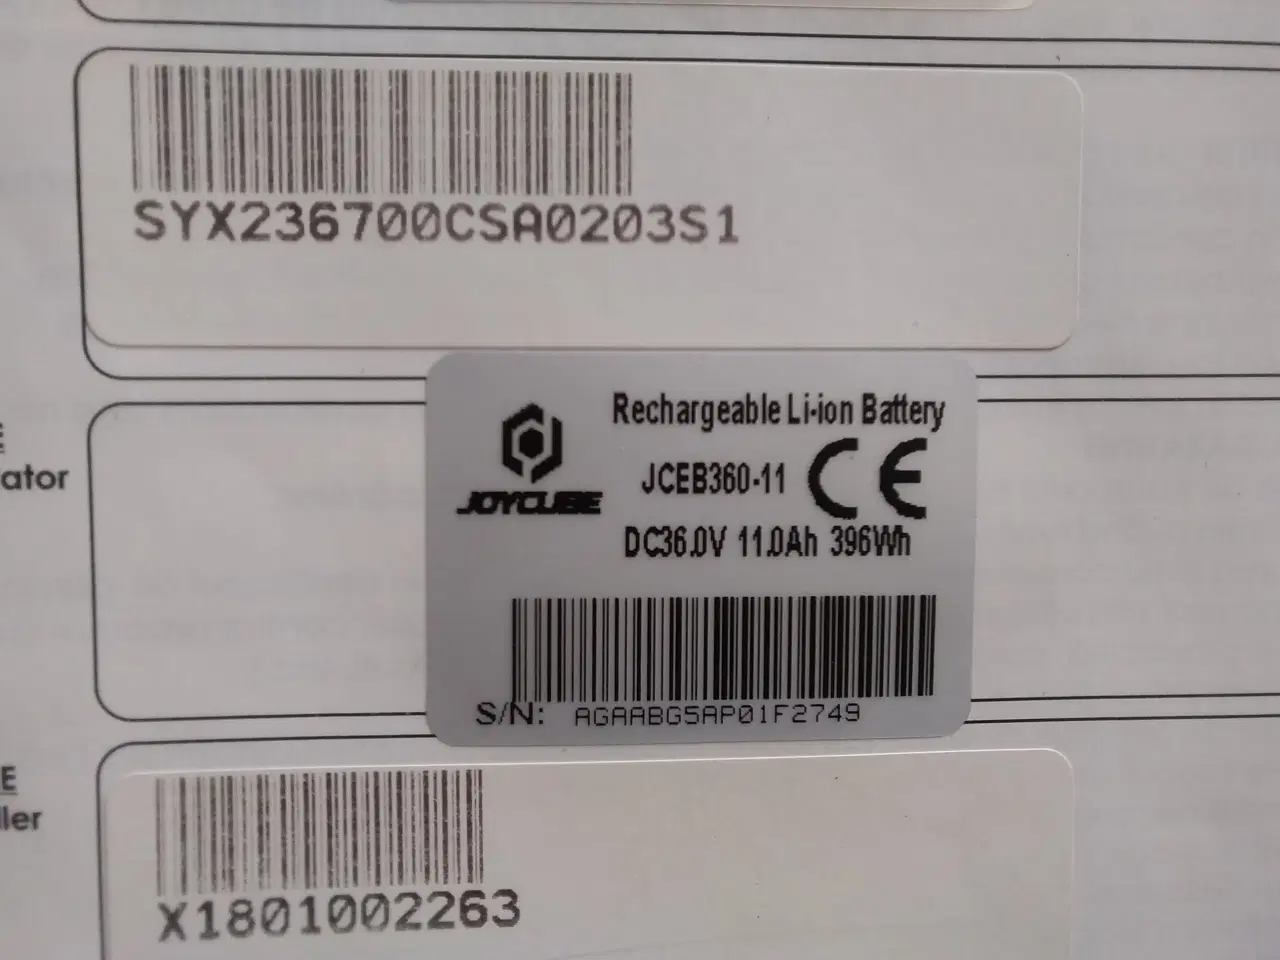 SYX236700CSA0203S1
E
ator
JOYCUBE
Rechargeable Li-ion Battery
JCEB360-11 CE
DC36.0V 11.0Ah 396Wh
S/N: AGAABG5AP01F2749
E
ller
X1801002263